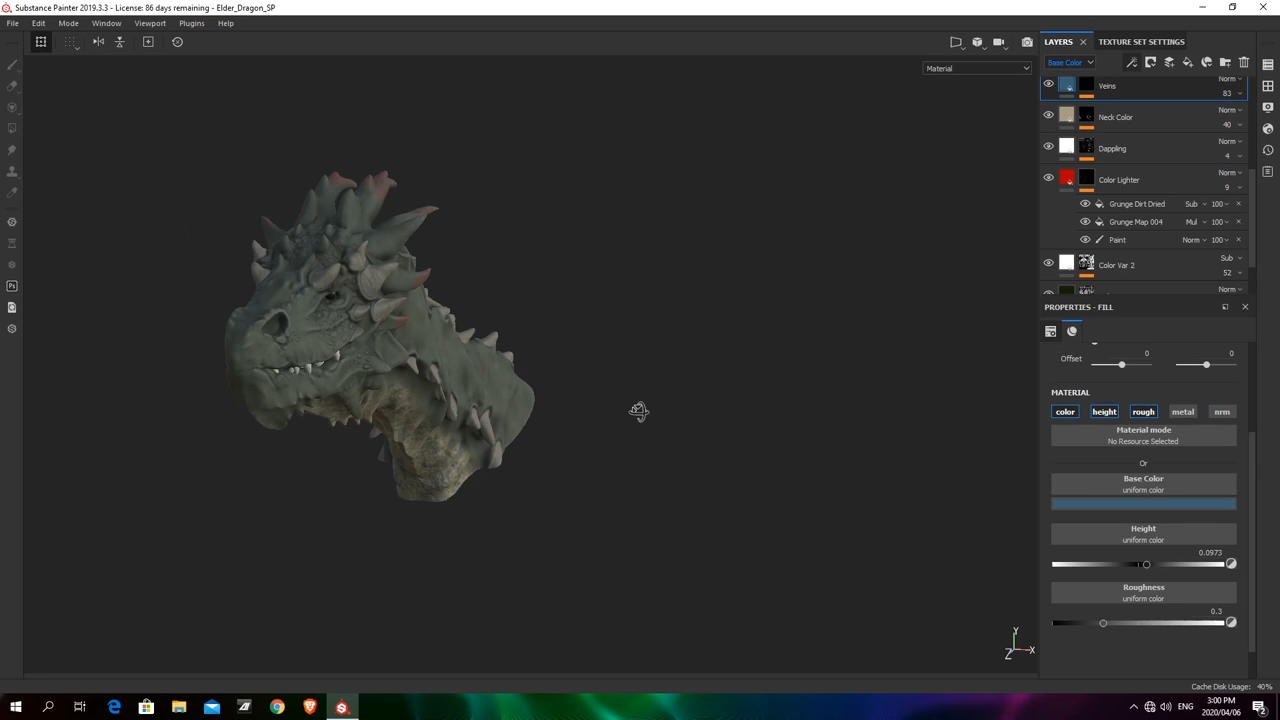 Substance Painter 2019.3.3 - License: 86 days remaining - Elder_Dragon_SP
File Edit Mode Window Viewport Plugins Help
Material
LAYERS TEXTURE SET SETTINGS
Base Color
Norm
Veins
83
Norm
Neck Color
40
Norm
Dappling
4
Norm
Color Lighter
9
Grunge Dirt Dried Sub 100
Grunge Map 004 Mul 100
Paint Norm 100
Sub
Color Var 2
52
Norm
PROPERTIES - FILL
0 0
Offset
MATERIAL
color height rough metal nrm
Material mode
No Resource Selected
Or
Base Color
uniform color
Height
uniform color
0.0973
Roughness
uniform color
0.3
Y
Z X
Cache Disk Usage: 40%
Ps
3:00 PM
ENG
2020/04/06
2